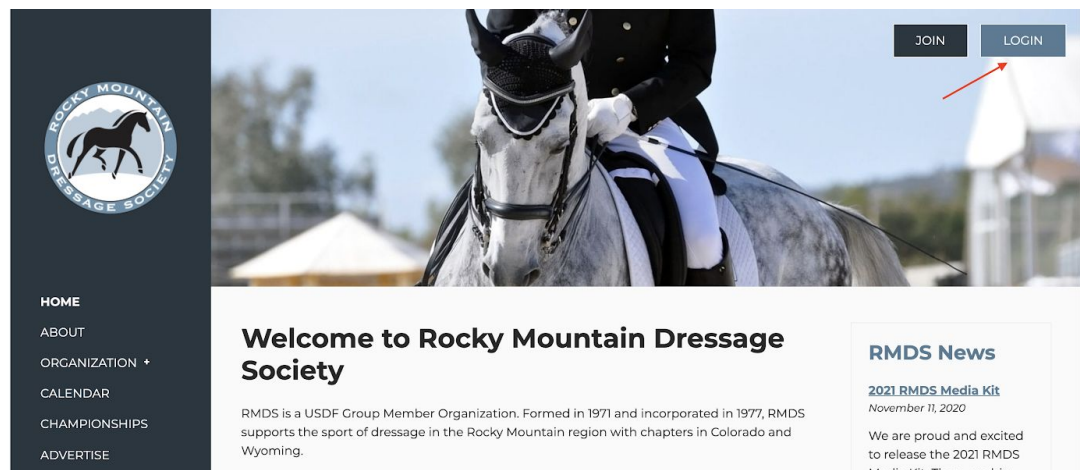 JOIN
LOGIN
ROCKY MOUNTAIN
DRESSAGE SOCIETY
HOME
ABOUT
ORGANIZATION +
CALENDAR
CHAMPIONSHIPS
ADVERTISE
Welcome to Rocky Mountain Dressage
Society
RMDS is a USDF Group Member Organization. Formed in 1971 and incorporated in 1977, RMDS
supports the sport of dressage in the Rocky Mountain region with chapters in Colorado and
Wyoming.
RMDS News
2021 RMDS Media Kit
November 11, 2020
We are proud and excited
to release the 2021 RMDS